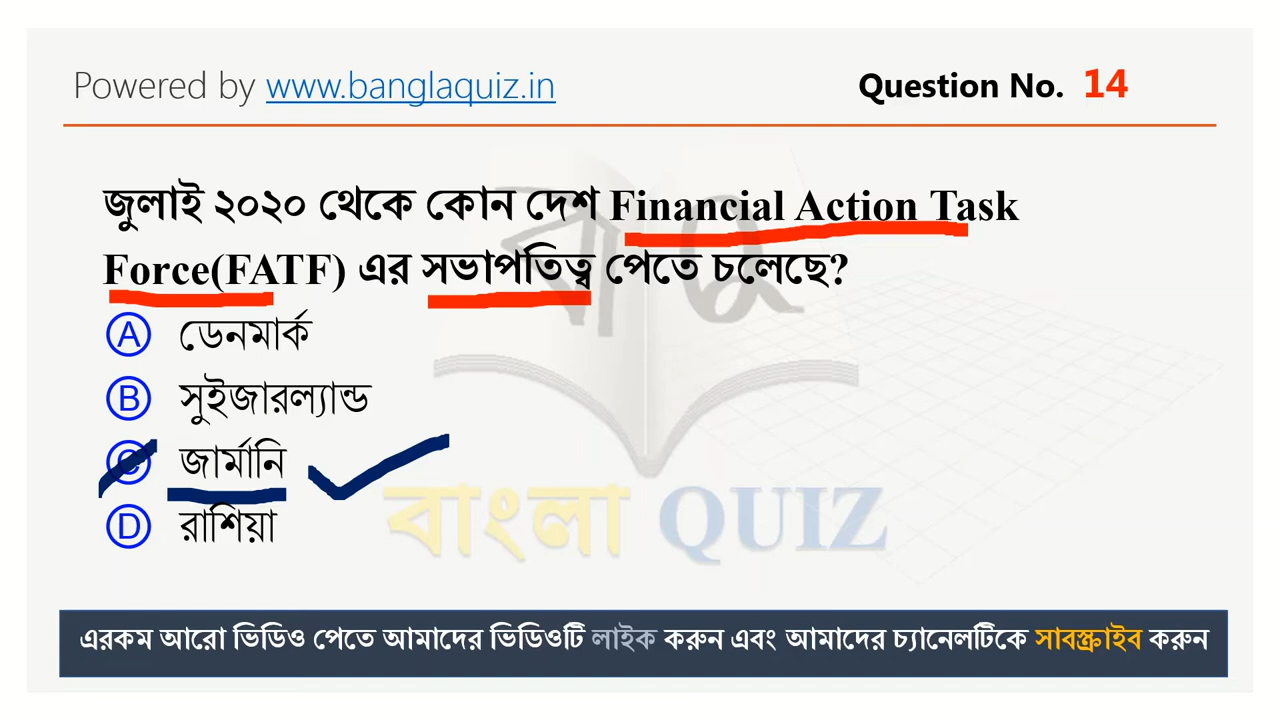 Powered by www.banglaquiz.in
Question No. 14
জুলাই ২০২০ থেকে কোন দেশ Financial Action Task
Force(FATF) এর সভাপতিত্ব পেতে চলেছে?
A ডেনমার্ক
B সুইজারল্যান্ড
C জার্মানি
D রাশিয়া
বাংলা QUIZ
এরকম আরো ভিডিও পেতে আমাদের ভিডিওটি লাইক করুন এবং আমাদের চ্যানেলটিকে সাবস্ক্রাইব করুন